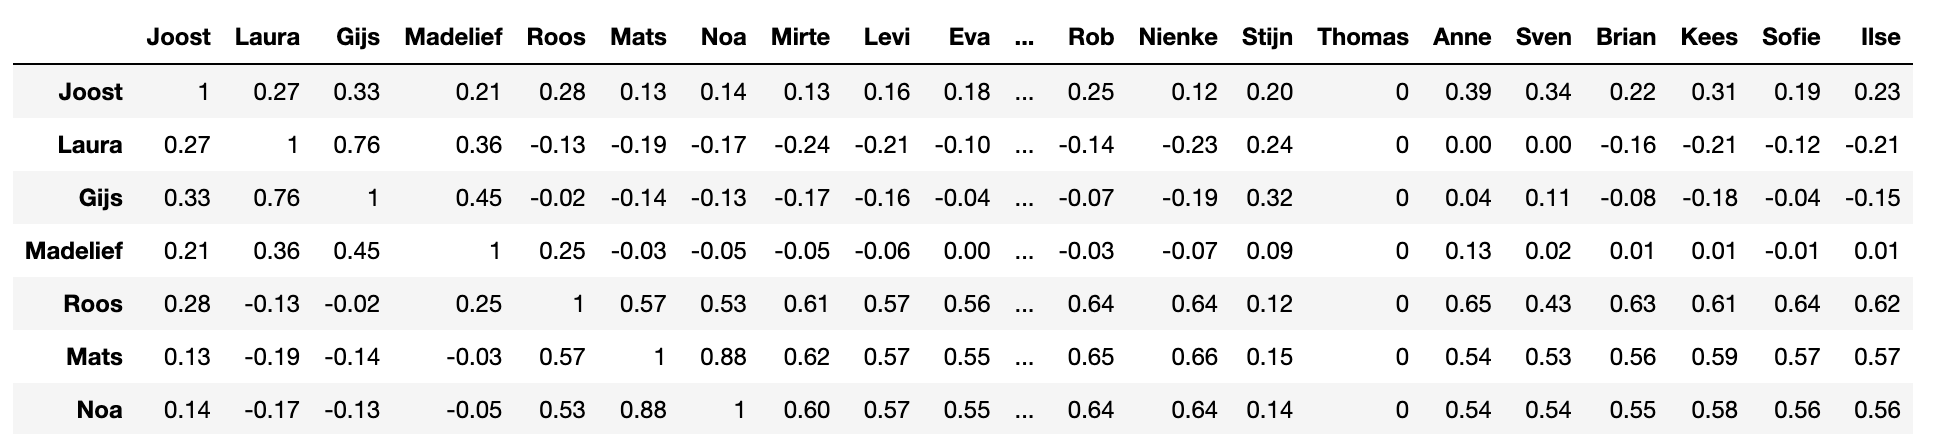 Joost Laura Gijs Madelief Roos Mats Noa Mirte Levi Eva ... Rob Nienke Stijn Thomas Anne Sven Brian Kees Sofie Ilse
Joost 1 0.27 0.33 0.21 0.28 0.13 0.14 0.13 0.16 0.18 ... 0.25 0.12 0.20 0 0.39 0.34 0.22 0.31 0.19 0.23
Laura 0.27 1 0.76 0.36 -0.13 -0.19 -0.17 -0.24 -0.21 -0.10 ... -0.14 -0.23 0.24 0 0.00 0.00 -0.16 -0.21 -0.12 -0.21
Gijs 0.33 0.76 1 0.45 -0.02 -0.14 -0.13 -0.17 -0.16 -0.04 ... -0.07 -0.19 0.32 0 0.04 0.11 -0.08 -0.18 -0.04 -0.15
Madelief 0.21 0.36 0.45 1 0.25 -0.03 -0.05 -0.05 -0.06 0.00 ... -0.03 -0.07 0.09 0 0.13 0.02 0.01 0.01 -0.01 0.01
Roos 0.28 -0.13 -0.02 0.25 1 0.57 0.53 0.61 0.57 0.56 ... 0.64 0.64 0.12 0 0.65 0.43 0.63 0.61 0.64 0.62
Mats 0.13 -0.19 -0.14 -0.03 0.57 1 0.88 0.62 0.57 0.55 ... 0.65 0.66 0.15 0 0.54 0.53 0.56 0.59 0.57 0.57
Noa 0.14 -0.17 -0.13 -0.05 0.53 0.88 1 0.60 0.57 0.55 ... 0.64 0.64 0.14 0 0.54 0.54 0.55 0.58 0.56 0.56